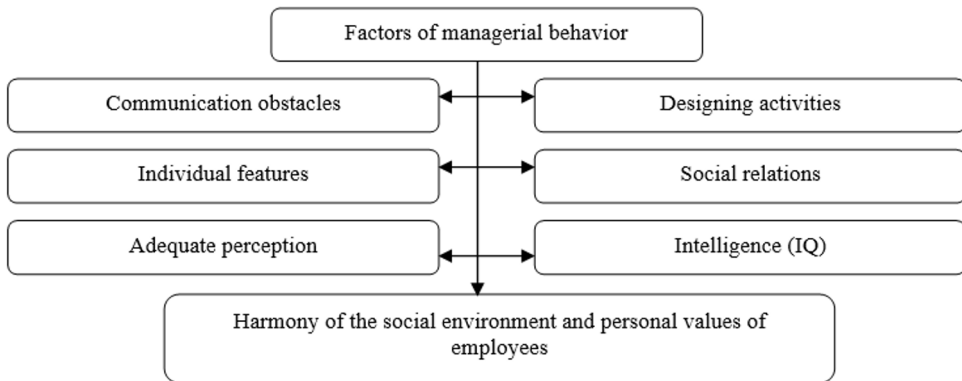 Factors of managerial behavior
Communication obstacles
Designing activities
Individual features
Social relations
Adequate perception
Intelligence (IQ)
Harmony of the social environment and personal values of
employees